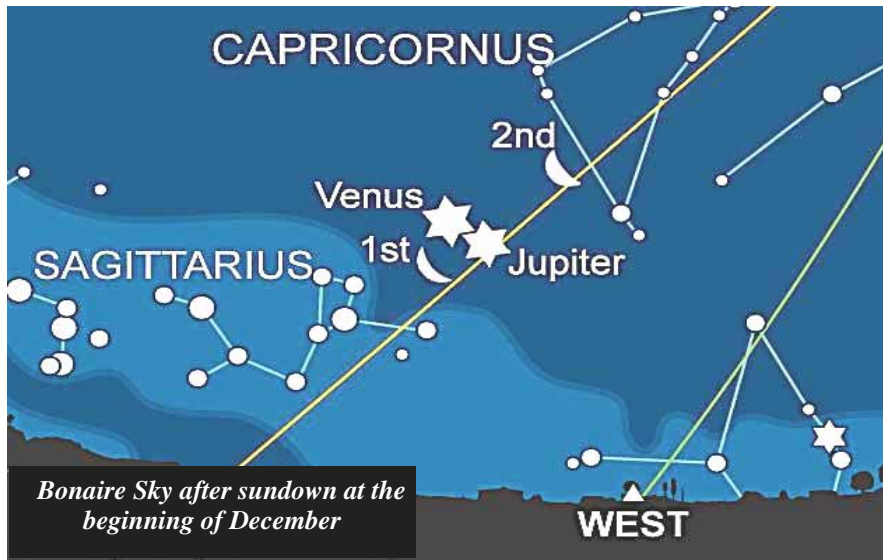 CAPRICORNUS
2nd
Venus
1st
Jupiter
SAGITTARIUS
Bonaire Sky after sundown at the
beginning of December
WEST